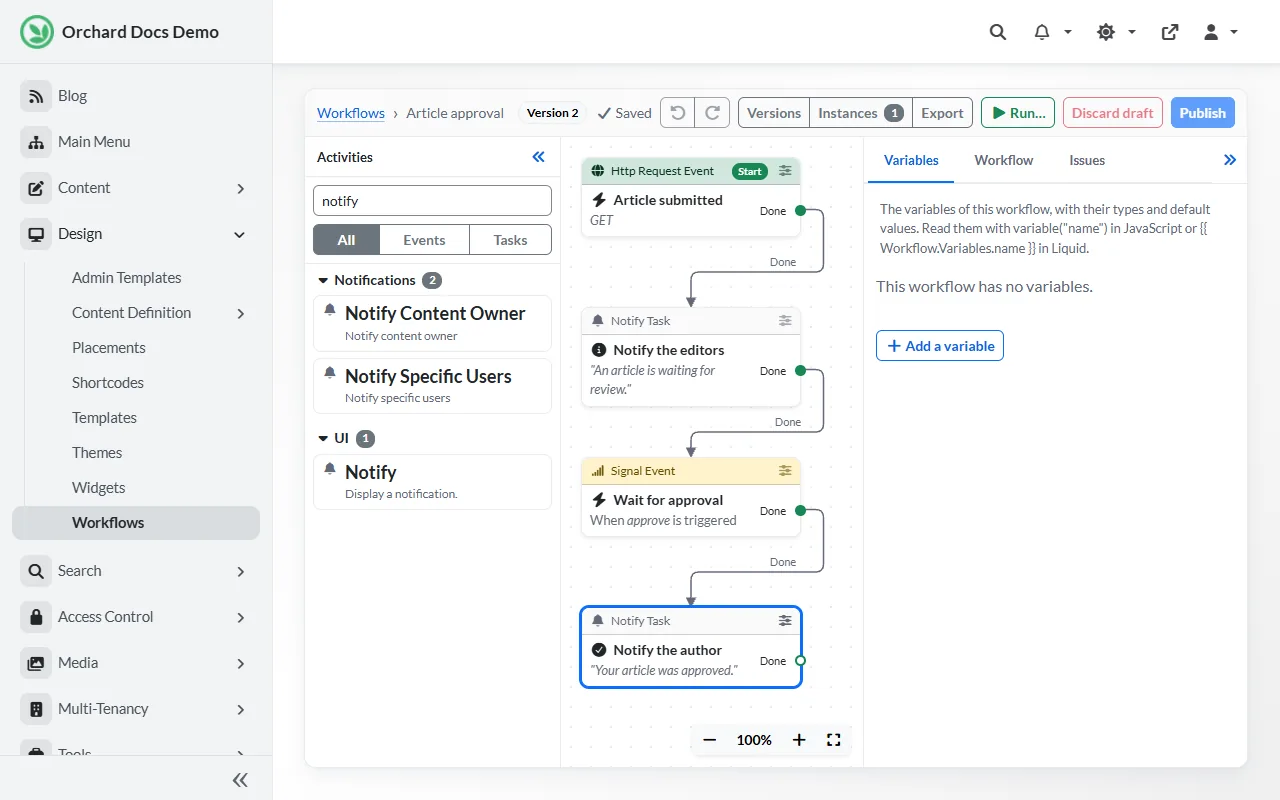 Orchard Docs Demo
Blog
Main Menu
Content
Design
Admin Templates
Content Definition
Placements
Shortcodes
Templates
Themes
Widgets
Workflows
Search
Access Control
Media
Multi-Tenancy
Tools
Workflows › Article approval Version 2 Saved Versions Instances 1 Export Run... Discard draft Publish
Activities
notify
All Events Tasks
Notifications 2
Notify Content Owner
Notify content owner
Notify Specific Users
Notify specific users
UI 1
Notify
Display a notification.
Http Request Event Start
Article submitted
GET
Done
Done
Notify Task
Notify the editors
"An article is waiting for
review."
Done
Done
Signal Event
Wait for approval
When approve is triggered
Done
Done
Notify Task
Notify the author
"Your article was approved."
Done
100%
Variables Workflow Issues
The variables of this workflow, with their types and default
values. Read them with variable("name") in JavaScript or {{
Workflow.Variables.name }} in Liquid.
This workflow has no variables.
Add a variable